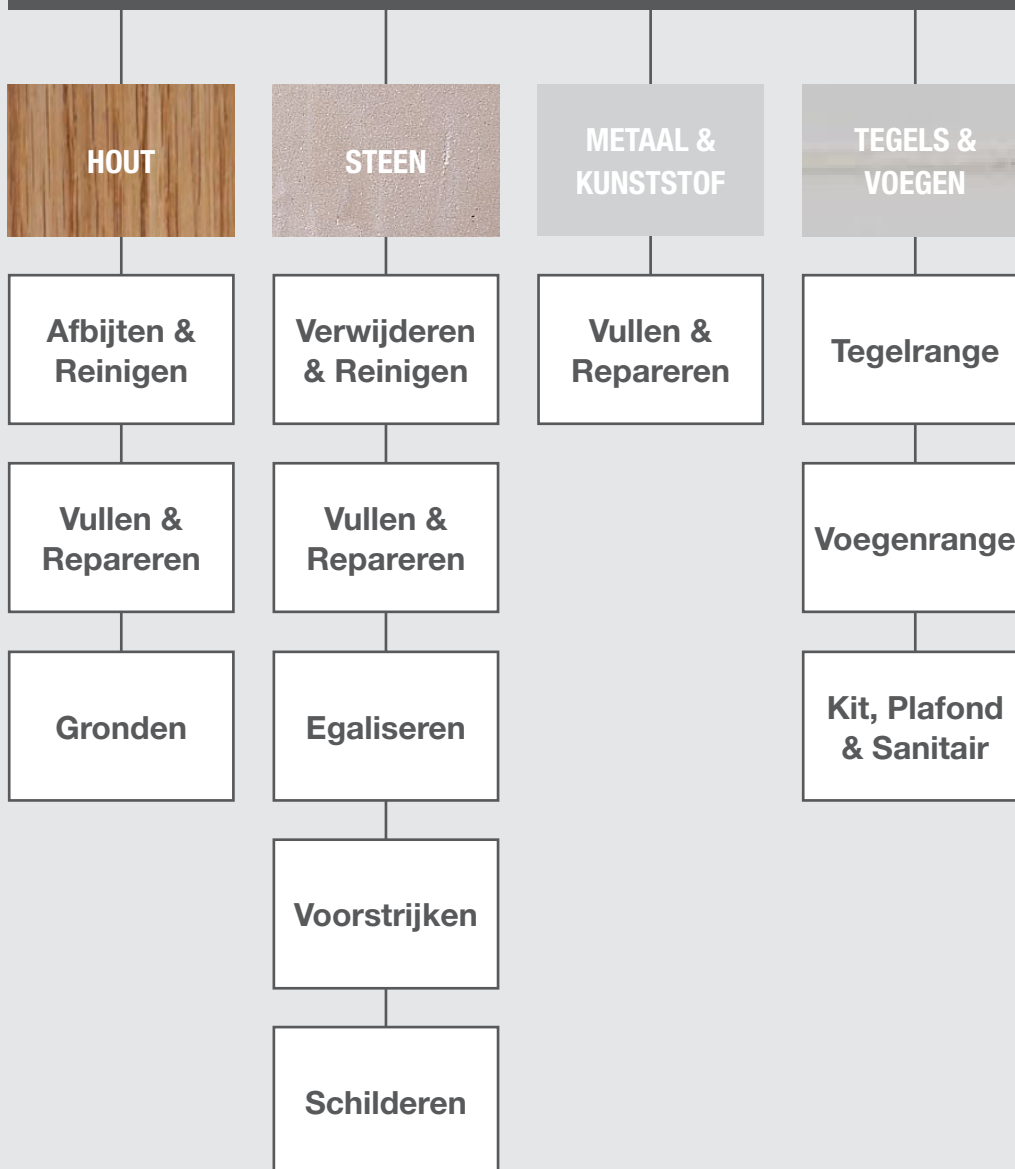 HOUT
STEEN
METAAL &
KUNSTSTOF
TEGELS &
VOEGEN
Afbijten &
Reinigen
Verwijderen
& Reinigen
Vullen &
Repareren
Tegelrange
Vullen &
Repareren
Vullen &
Repareren
Voegenrange
Gronden
Egaliseren
Kit, Plafond
& Sanitair
Voorstrijken
Schilderen